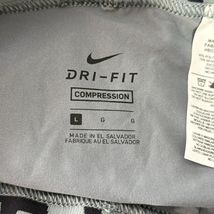 DRI-FIT
COMPRESSION
L G G
MADE IN EL SALVADOR
FABRIQUÉ AU EL SALVADOR